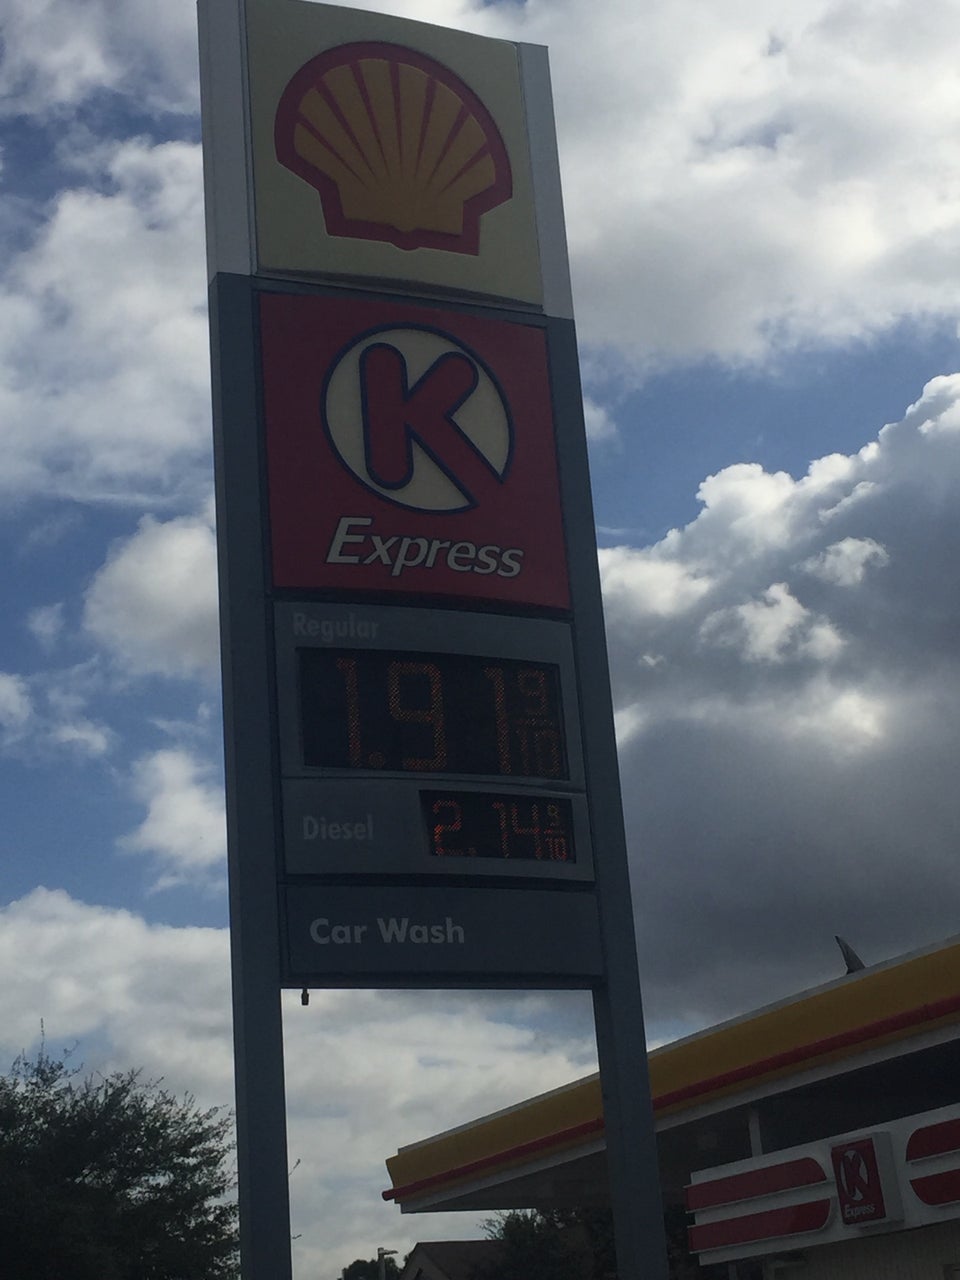 K
Express
Regular
1.91 9/10
Diesel 2.14 9/10
Car Wash
K
Express